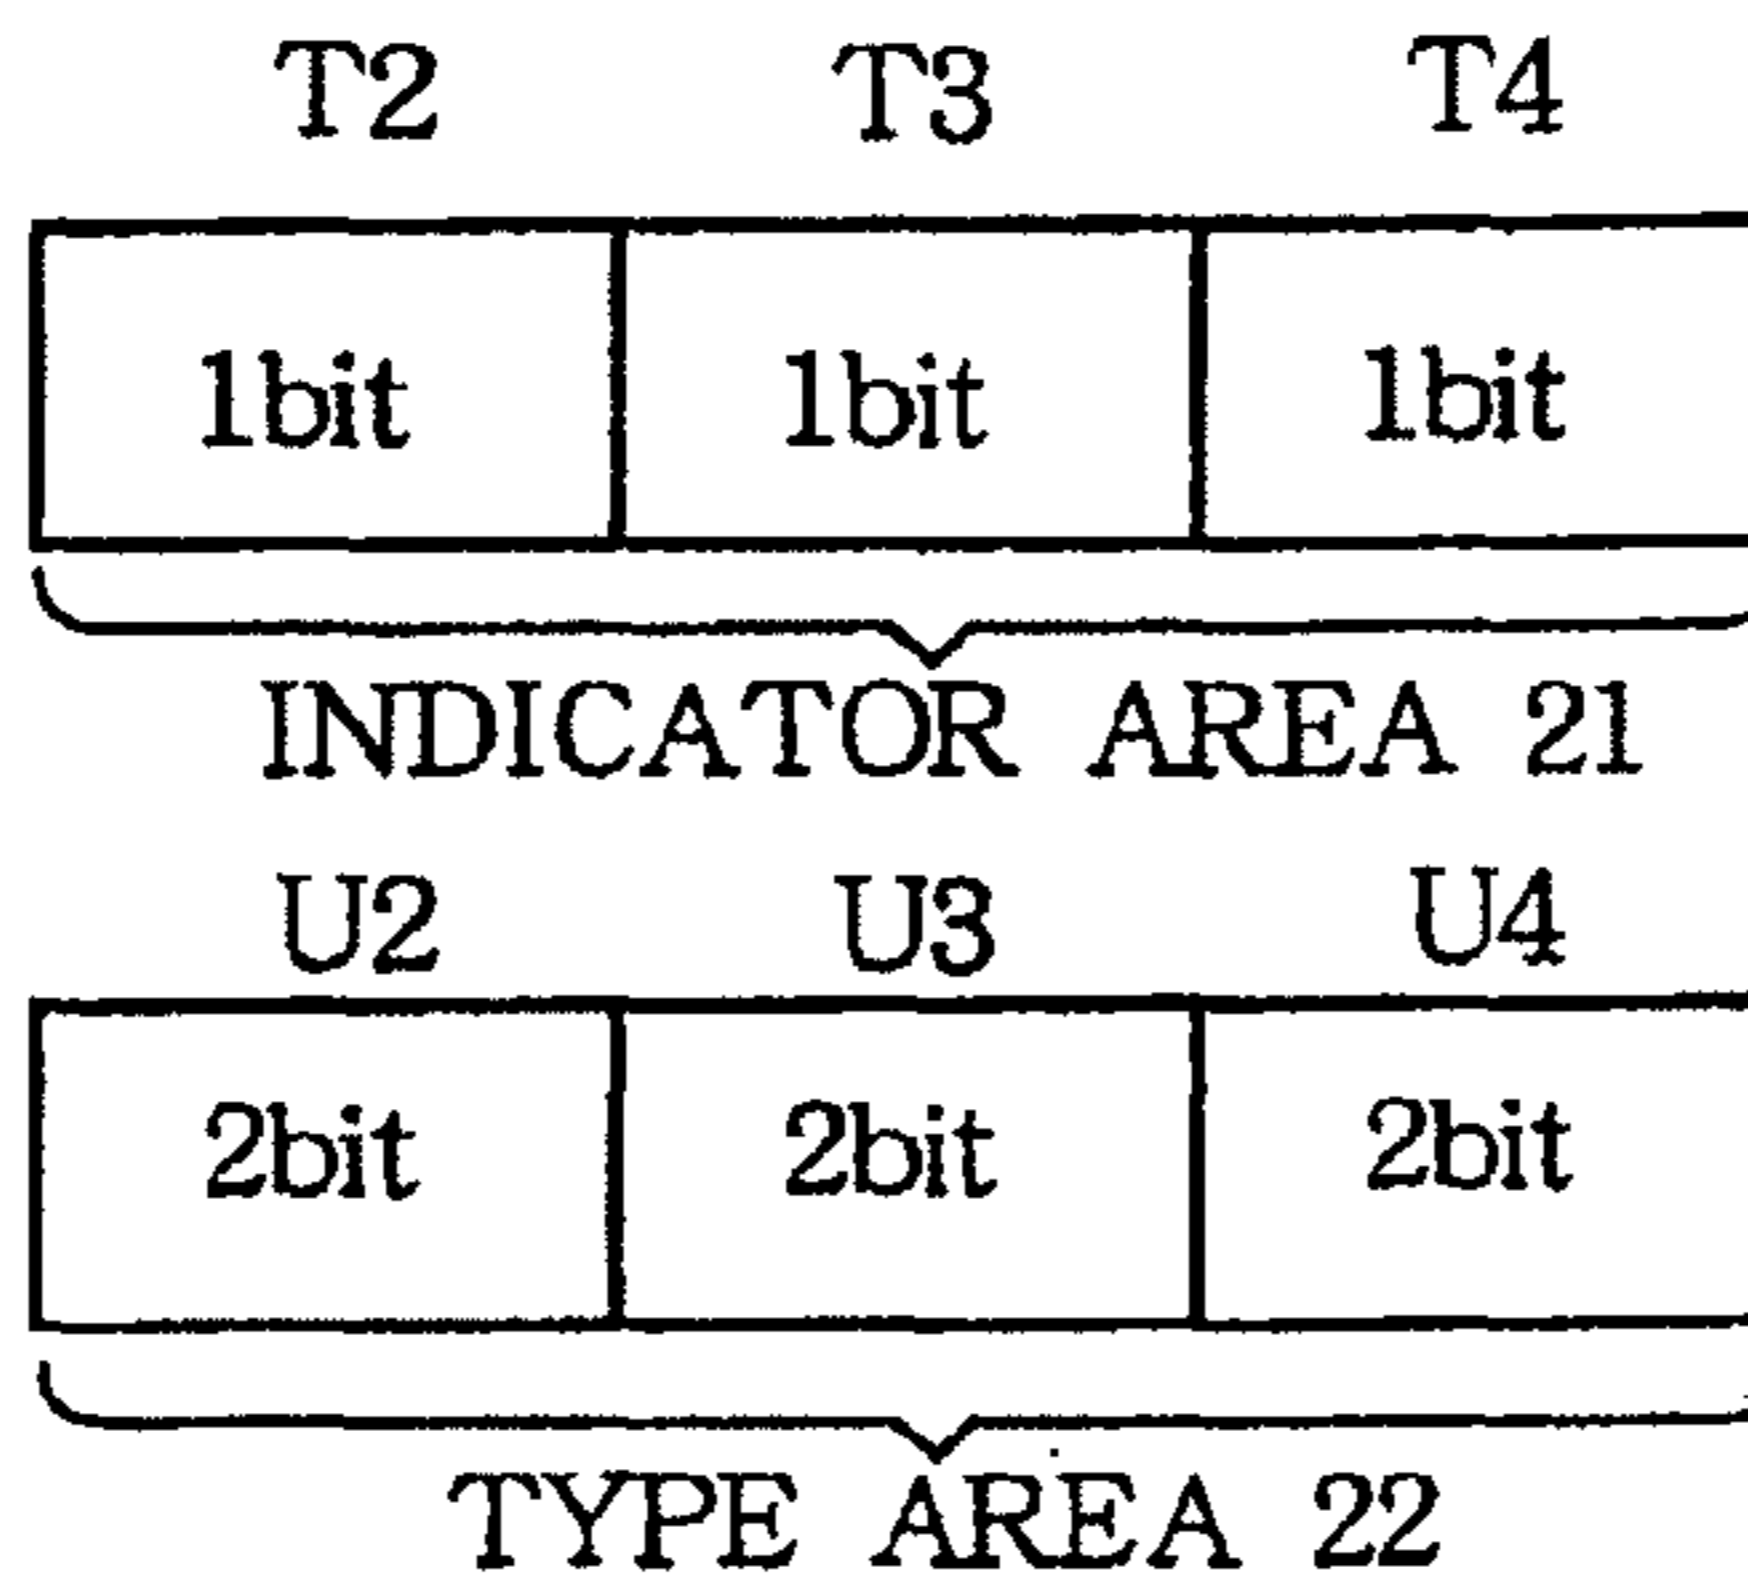 T2 T3 T4
1bit 1bit 1bit
INDICATOR AREA 21
U2 U3 U4
2bit 2bit 2bit
TYPE AREA 22